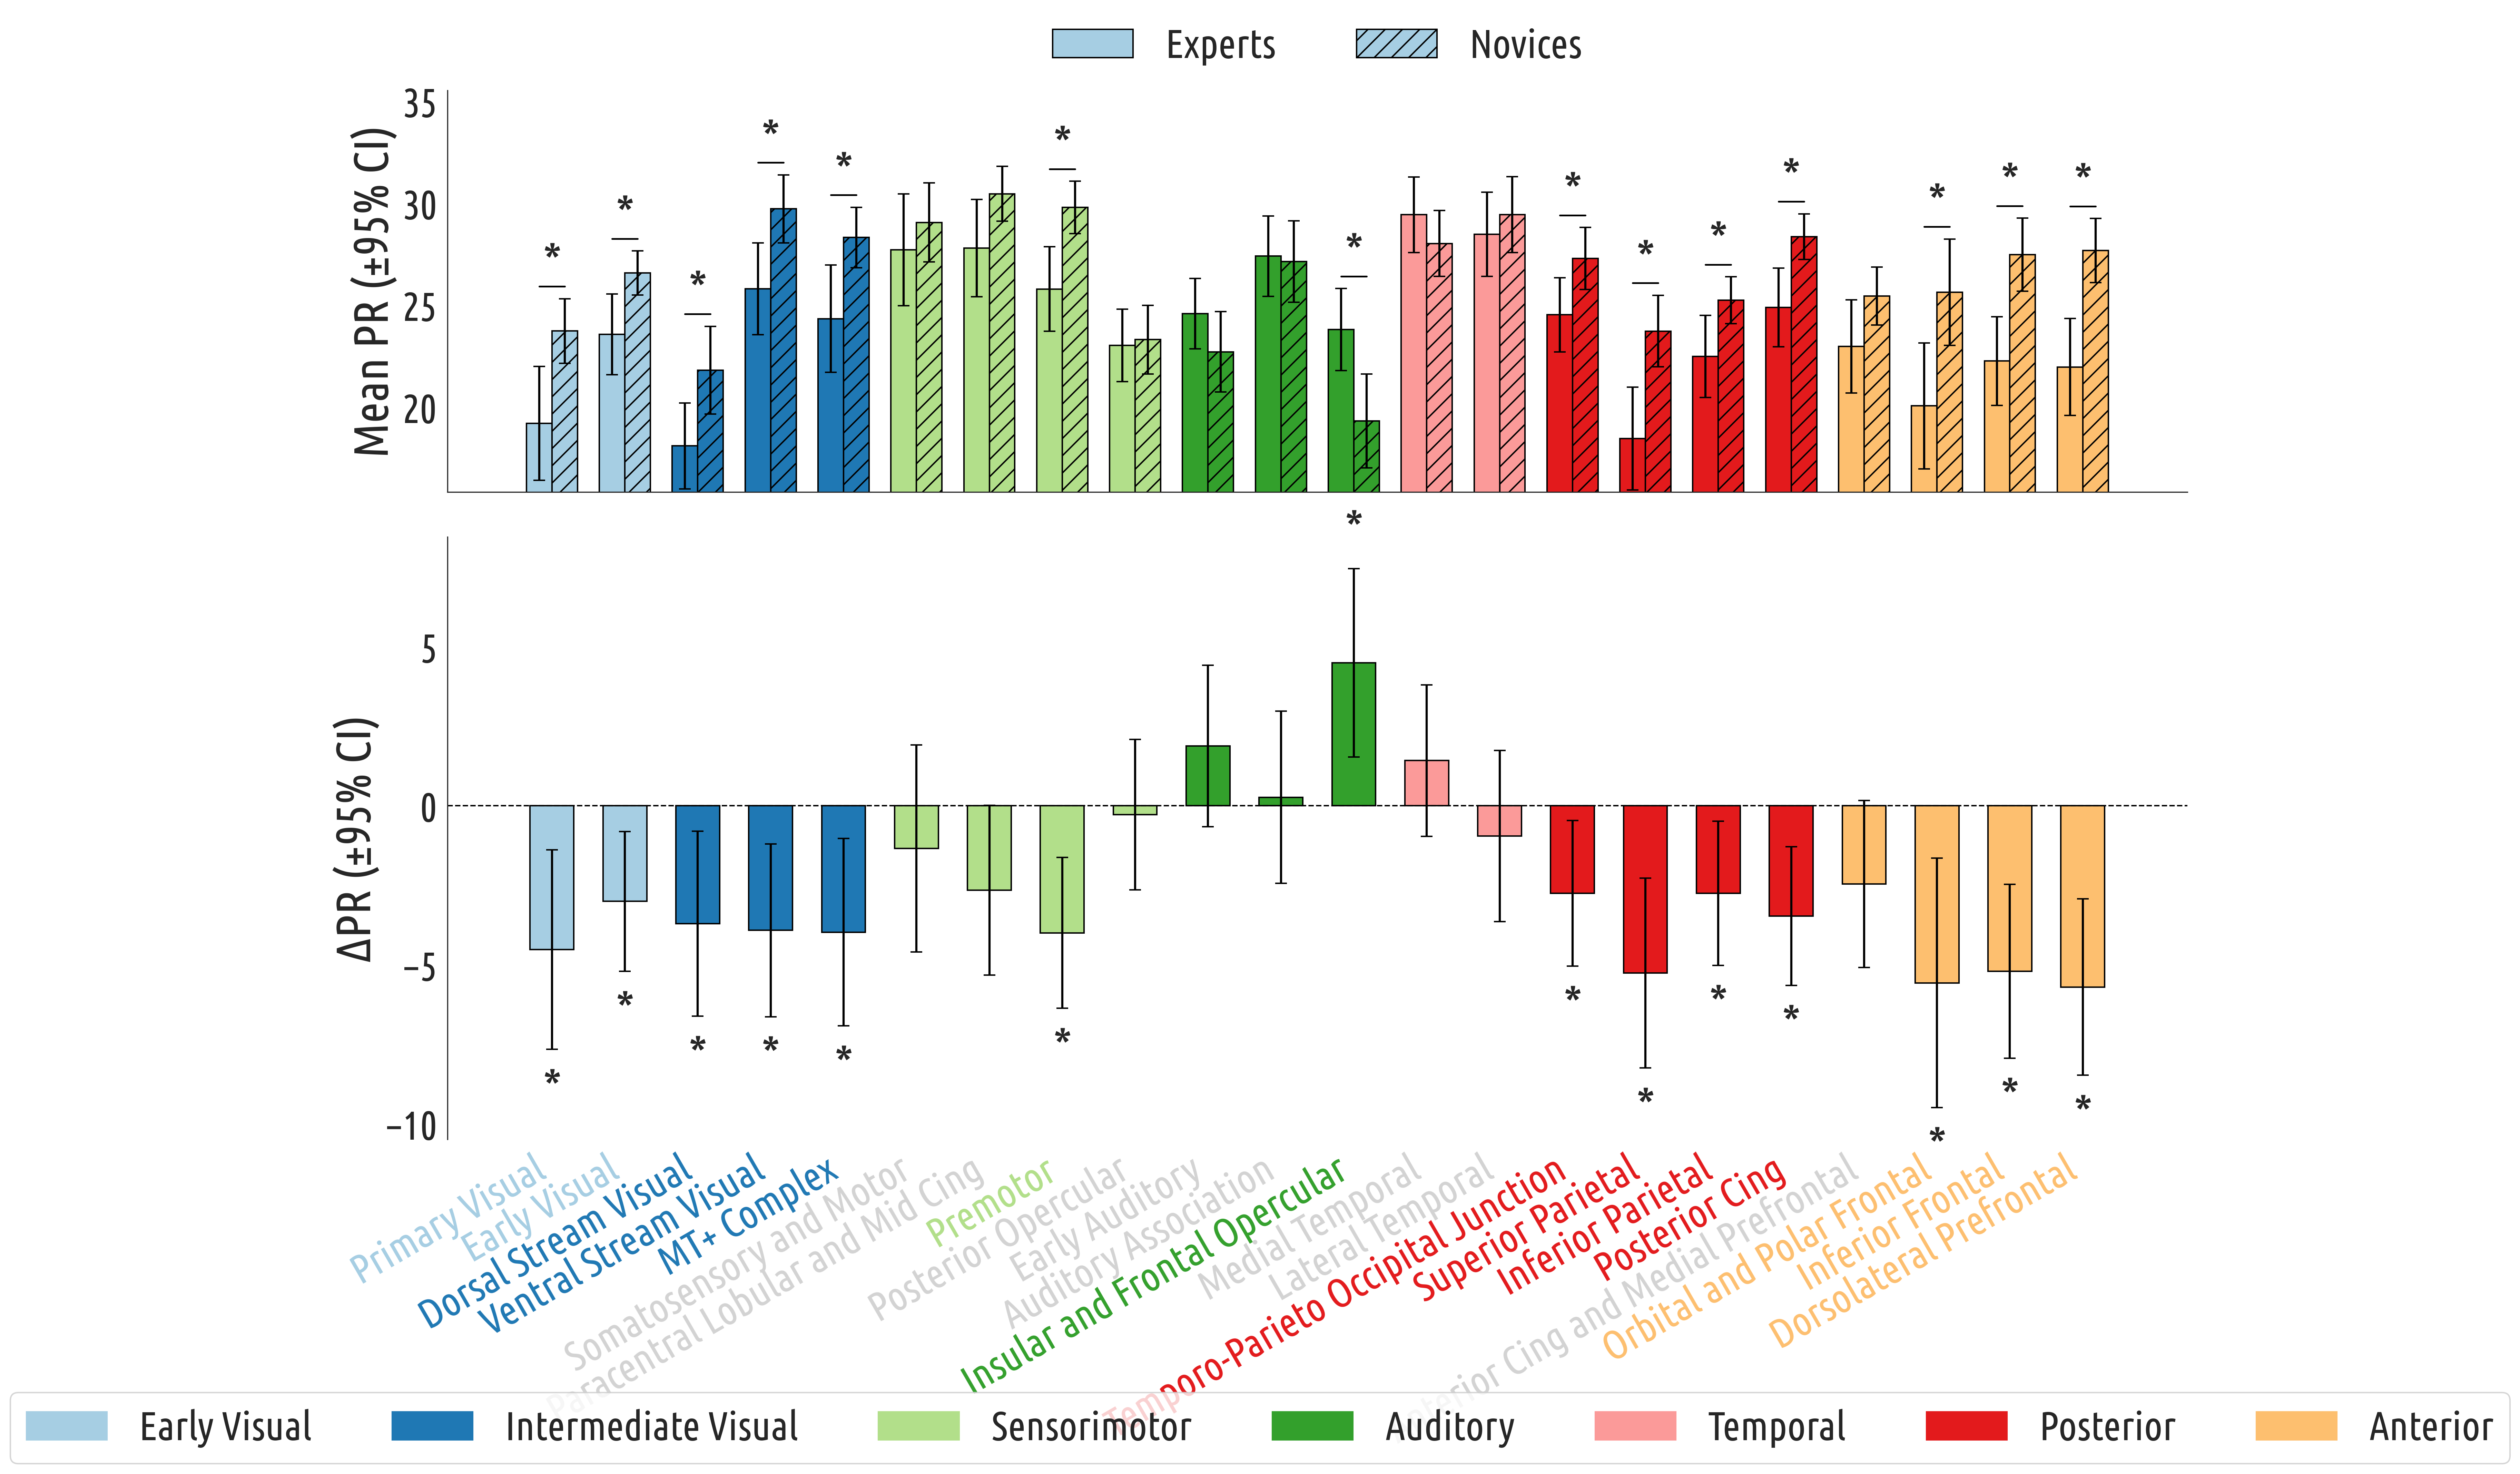 Experts
Novices
Mean PR (±95% CI)
35
30
25
20
* * * * * * * * * * * * * * *
ΔPR (±95% CI)
5
0
−5
−10
* * * * * * * * * * * * * *
Primary Visual
Early Visual
Dorsal Stream Visual
Ventral Stream Visual
MT+ Complex
Somatosensory and Motor
Paracentral Lobular and Mid Cing
Premotor
Posterior Opercular
Early Auditory
Auditory Association
Insular and Frontal Opercular
Medial Temporal
Lateral Temporal
Temporo-Parieto Occipital Junction
Superior Parietal
Inferior Parietal
Posterior Cing
Cing and Medial Prefrontal
Orbital and Polar Frontal
Inferior Frontal
Dorsolateral Prefrontal
Early Visual
Intermediate Visual
Sensorimotor
Auditory
Temporal
Posterior
Anterior